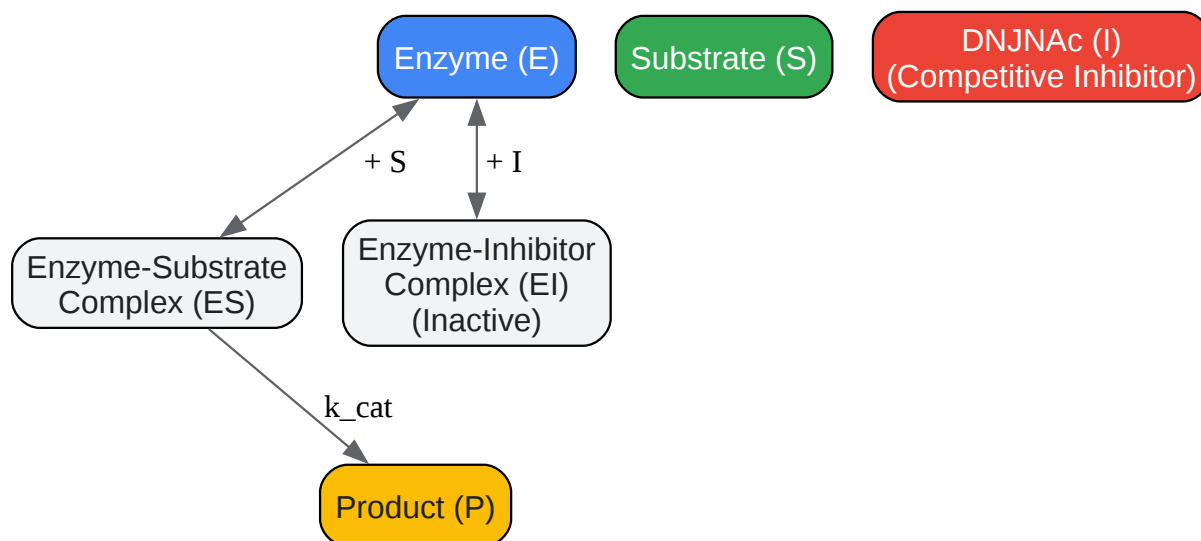 Enzyme (E)
Substrate (S)
DNJNAc (I)
(Competitive Inhibitor)
+ S
+ I
Enzyme-Substrate
Complex (ES)
Enzyme-Inhibitor
Complex (EI)
(Inactive)
k_cat
Product (P)